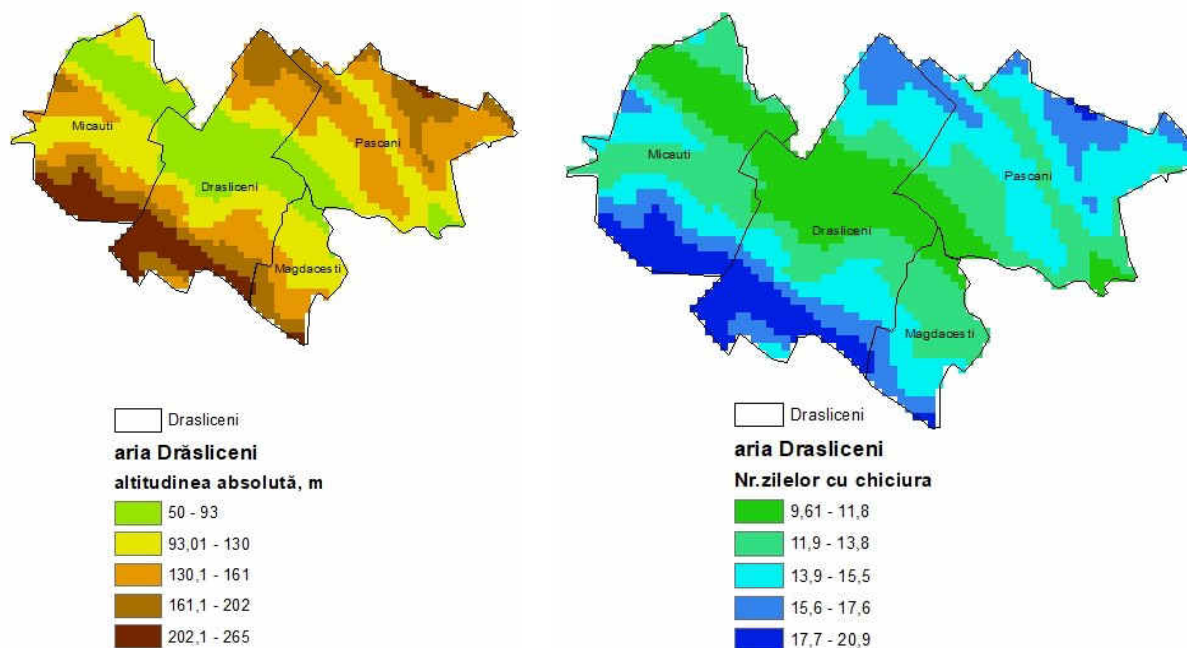 Micauti
Pascani
Drasliceni
Magdacesti
Drasliceni
aria Drăsliceni
altitudinea absolută, m
50 - 93
93,01 - 130
130,1 - 161
161,1 - 202
202,1 - 265
Micauti
Pascani
Drasliceni
Magdacesti
Drasliceni
aria Drasliceni
Nr.zilelor cu chiciura
9,61 - 11,8
11,9 - 13,8
13,9 - 15,5
15,6 - 17,6
17,7 - 20,9